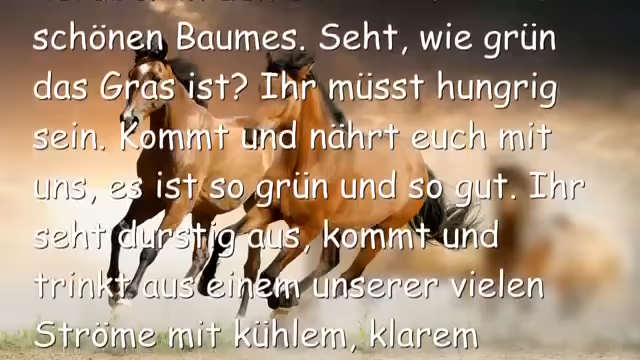 schönen Baumes. Seht, wie grün
das Gras ist? Ihr müsst hungrig
sein. Kommt und nährt euch mit
uns, es ist so grün und so gut. Ihr
seht durstig aus, kommt und
trinkt aus einem unserer vielen
Ströme mit kühlem, klarem